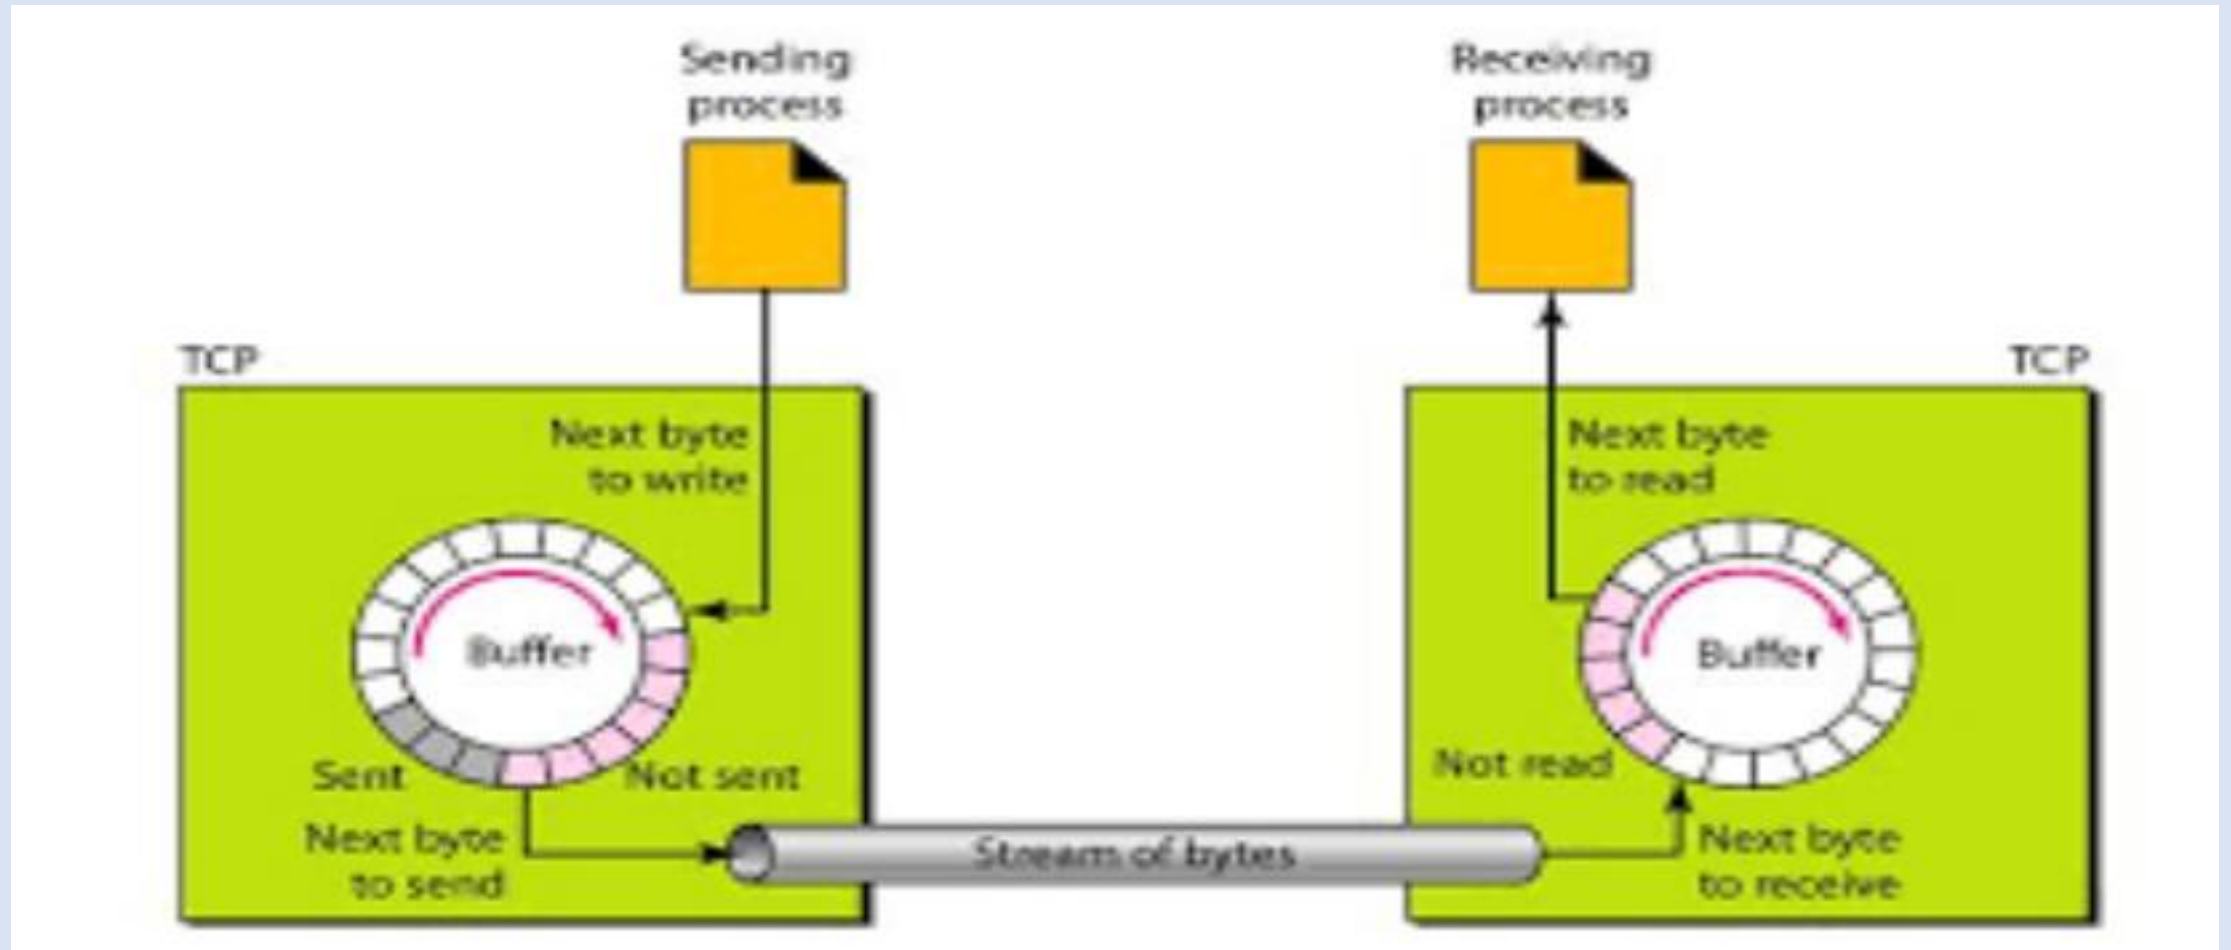 Sending
process
Receiving
process
TCP
TCP
Next byte
to write
Next byte
to read
Buffer
Buffer
Sent
Not sent
Not read
Next byte
to send
Stream of bytes
Next byte
to receive